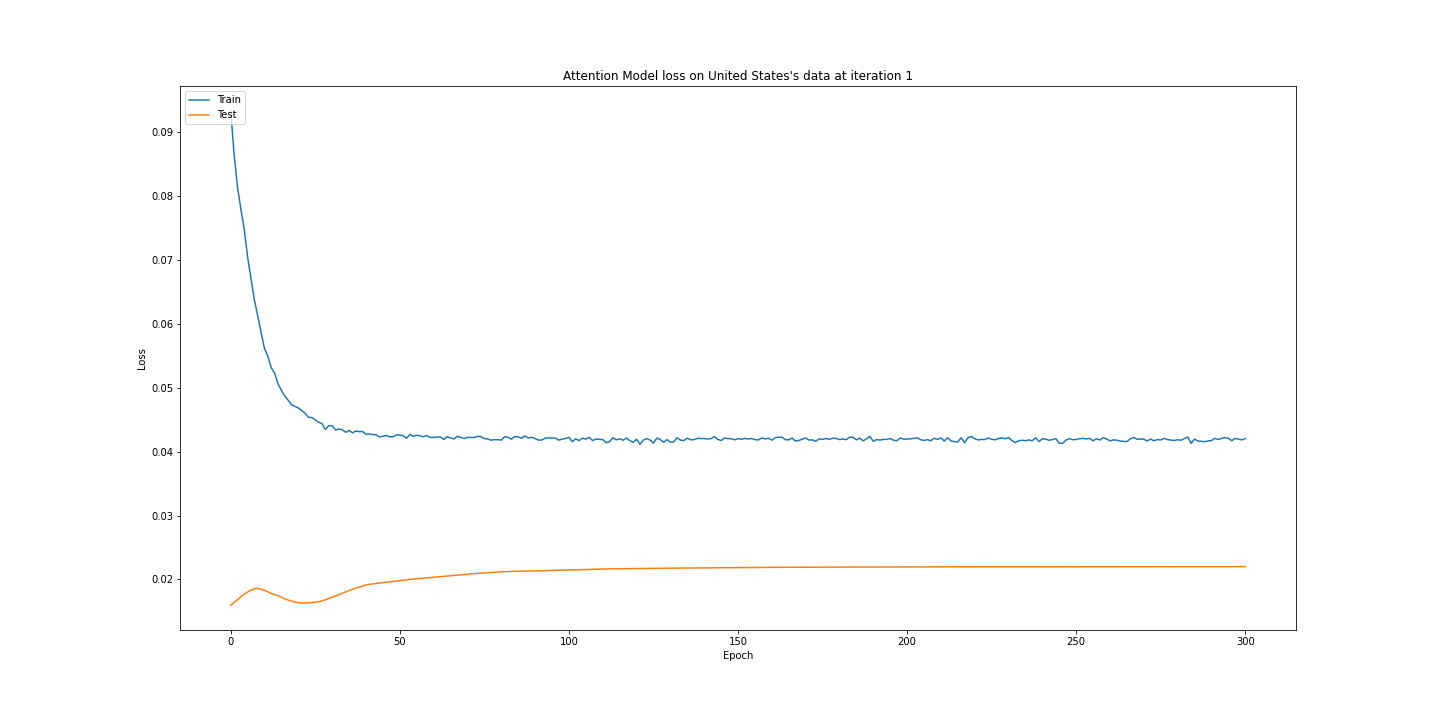 Attention Model loss on United States's data at iteration 1
Train
Test
0.09
0.08
0.07
0.06
0.05
0.04
0.03
0.02
Loss
0 50 100 150 200 250 300
Epoch